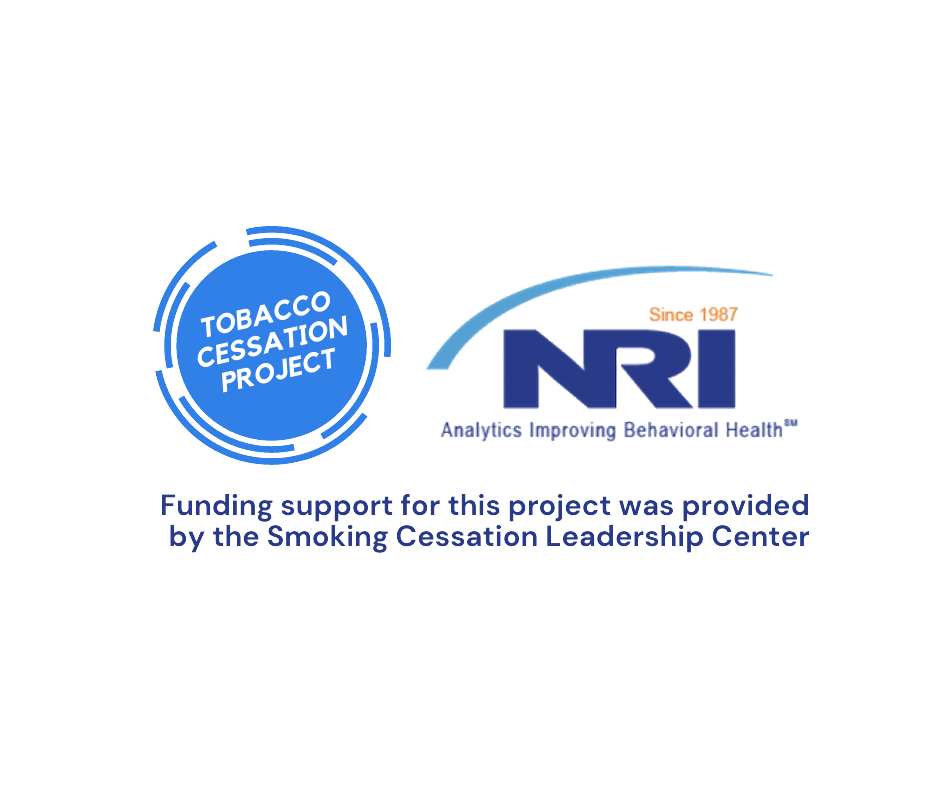 TOBACCO
CESSATION
PROJECT
Since 1987
NRI
Analytics Improving Behavioral Health℠
Funding support for this project was provided
by the Smoking Cessation Leadership Center